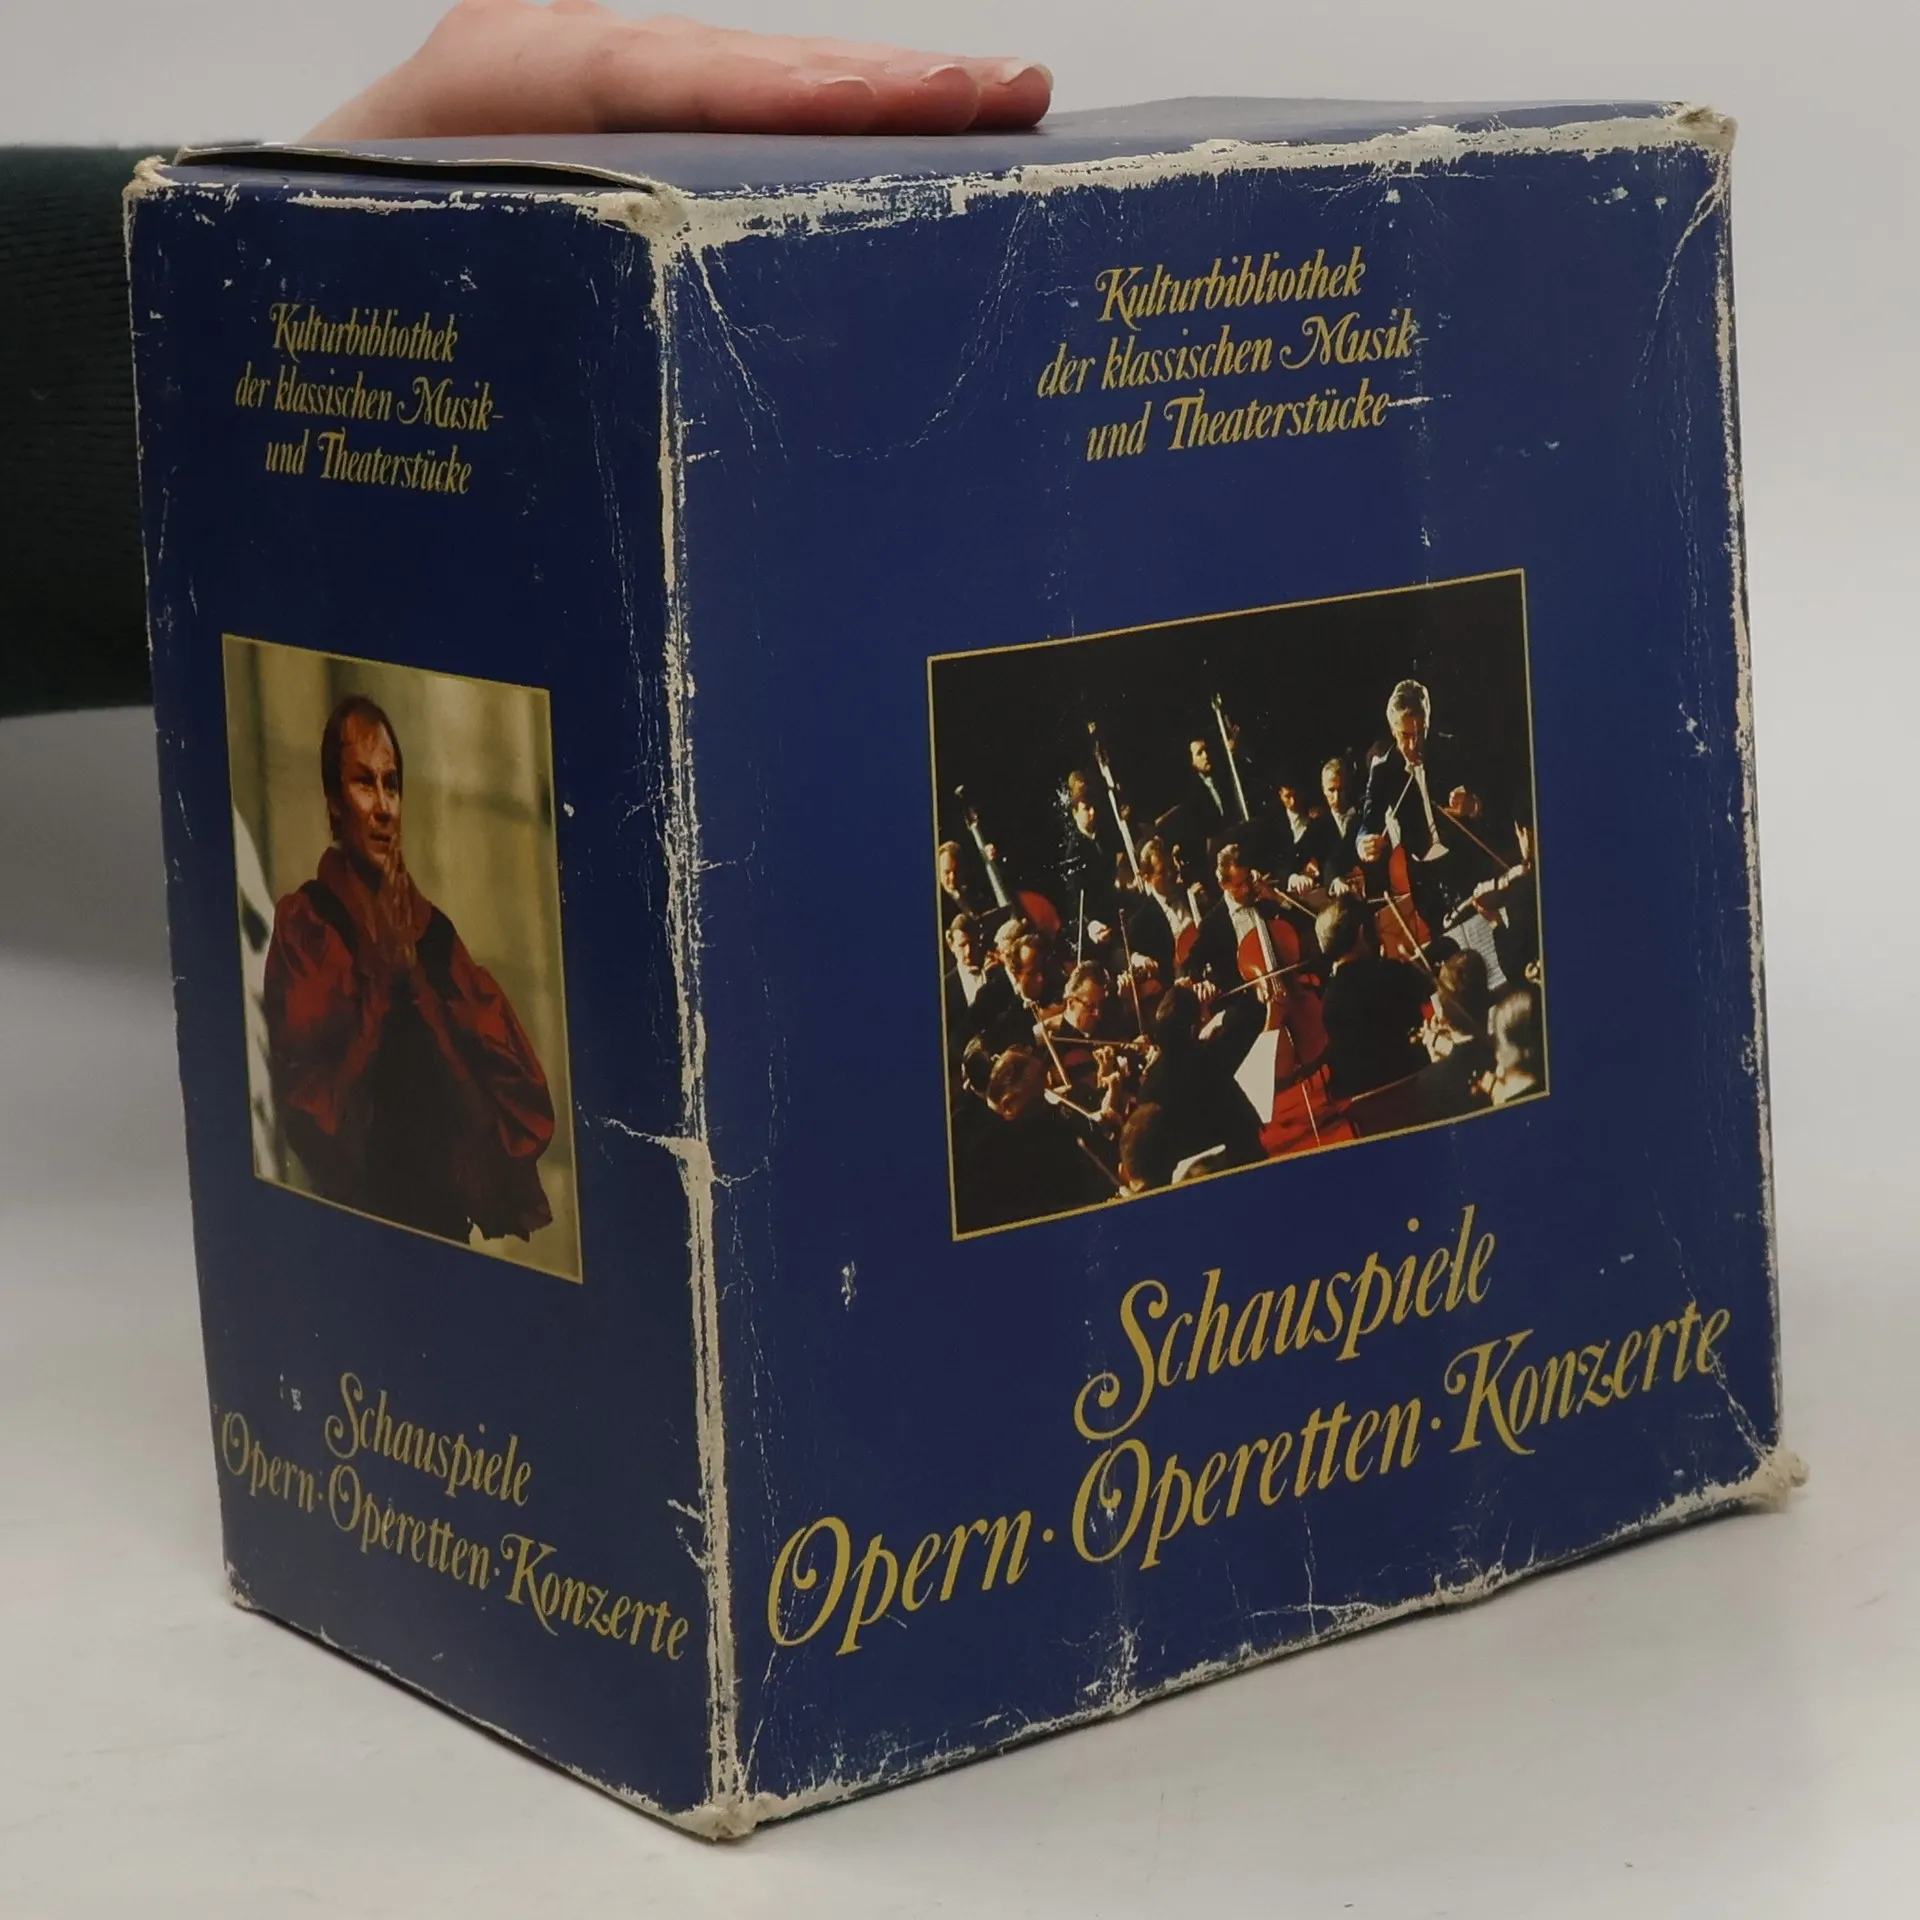 Kulturbibliothek
der klassischen Musik-
und Theaterstücke
Schauspiele
Opern·Operetten·Konzerte
Kulturbibliothek
der klassischen Musik-
und Theaterstücke
Schauspiele
Opern·Operetten·Konzerte